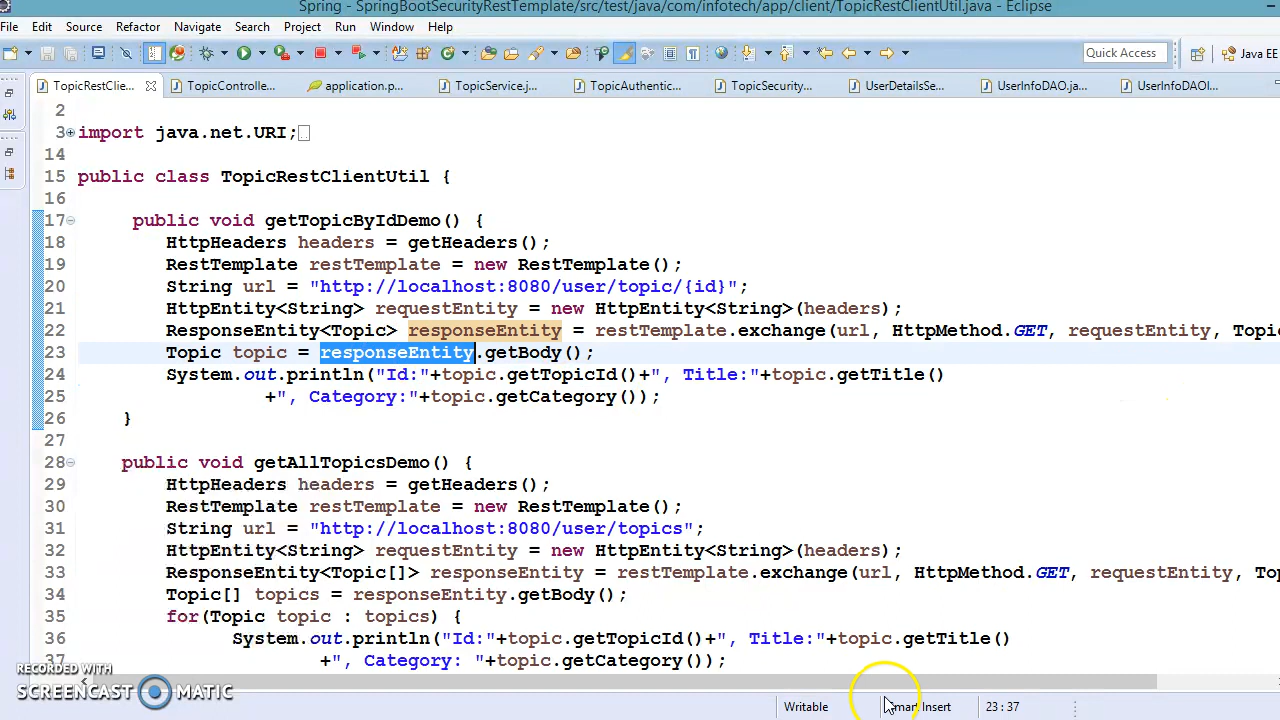 Spring - SpringBootSecurityRestTemplate/src/test/java/com/infotech/app/client/TopicRestClientUtil.java - Eclipse
File Edit Source Refactor Navigate Search Project Run Window Help
Quick Access
Java EE
TopicRestClie... TopicControlle... application.p... TopicService.j... TopicAuthentic... TopicSecurity... UserDetailsSe... UserInfoDAO.ja... UserInfoDAOI...
2
3 import java.net.URI;
14
15 public class TopicRestClientUtil {
16
17 public void getTopicByIdDemo() {
18 HttpHeaders headers = getHeaders();
19 RestTemplate restTemplate = new RestTemplate();
20 String url = "http://localhost:8080/user/topic/{id}";
21 HttpEntity<String> requestEntity = new HttpEntity<String>(headers);
22 ResponseEntity<Topic> responseEntity = restTemplate.exchange(url, HttpMethod.GET, requestEntity, Topic
23 Topic topic = responseEntity.getBody();
24 System.out.println("Id:"+topic.getTopicId()+", Title:"+topic.getTitle()
25 +", Category:"+topic.getCategory());
26 }
27
28 public void getAllTopicsDemo() {
29 HttpHeaders headers = getHeaders();
30 RestTemplate restTemplate = new RestTemplate();
31 String url = "http://localhost:8080/user/topics";
32 HttpEntity<String> requestEntity = new HttpEntity<String>(headers);
33 ResponseEntity<Topic[]> responseEntity = restTemplate.exchange(url, HttpMethod.GET, requestEntity, To
34 Topic[] topics = responseEntity.getBody();
35 for(Topic topic : topics) {
36 System.out.println("Id:"+topic.getTopicId()+", Title:"+topic.getTitle()
37 +", Category: "+topic.getCategory());
RECORDED WITH
SCREENCAST MATIC
Writable Smart Insert 23 : 37